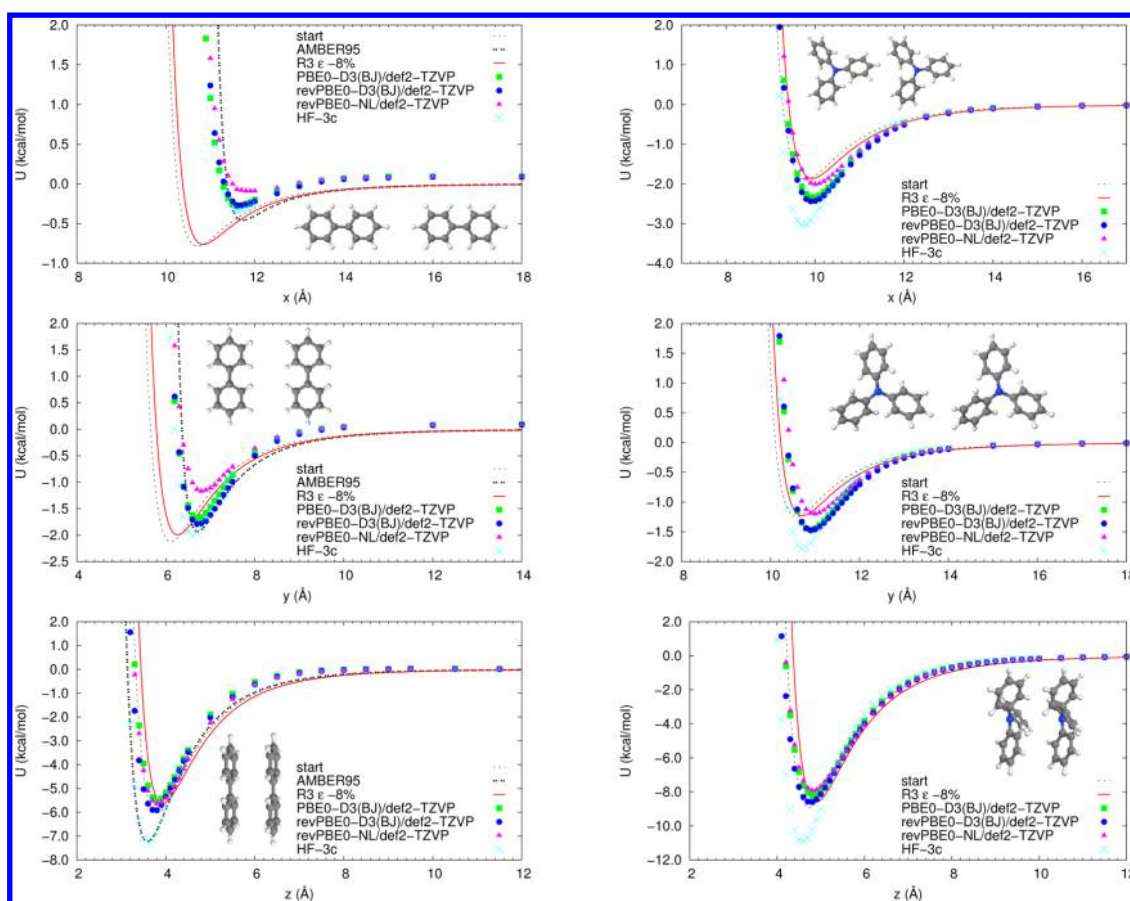 2.0
1.5
1.0
0.5
0.0
−0.5
−1.0
U (kcal/mol)
start
AMBER95
R3 ε −8%
PBE0−D3(BJ)/def2−TZVP
revPBE0−D3(BJ)/def2−TZVP
revPBE0−NL/def2−TZVP
HF−3c
8 10 12 14 16 18
x (Å)
2.0
1.0
0.0
−1.0
−2.0
−3.0
−4.0
U (kcal/mol)
start
R3 ε −8%
PBE0−D3(BJ)/def2−TZVP
revPBE0−D3(BJ)/def2−TZVP
revPBE0−NL/def2−TZVP
HF−3c
8 10 12 14 16
x (Å)
2.0
1.5
1.0
0.5
0.0
−0.5
−1.0
−1.5
−2.0
−2.5
U (kcal/mol)
start
AMBER95
R3 ε −8%
PBE0−D3(BJ)/def2−TZVP
revPBE0−D3(BJ)/def2−TZVP
revPBE0−NL/def2−TZVP
HF−3c
4 6 8 10 12 14
y (Å)
2.0
1.5
1.0
0.5
0.0
−0.5
−1.0
−1.5
−2.0
−2.5
U (kcal/mol)
start
R3 ε −8%
PBE0−D3(BJ)/def2−TZVP
revPBE0−D3(BJ)/def2−TZVP
revPBE0−NL/def2−TZVP
HF−3c
8 10 12 14 16 18
y (Å)
2.0
1.0
0.0
−1.0
−2.0
−3.0
−4.0
−5.0
−6.0
−7.0
−8.0
U (kcal/mol)
start
AMBER95
R3 ε −8%
PBE0−D3(BJ)/def2−TZVP
revPBE0−D3(BJ)/def2−TZVP
revPBE0−NL/def2−TZVP
HF−3c
2 4 6 8 10 12
z (Å)
2.0
0.0
−2.0
−4.0
−6.0
−8.0
−10.0
−12.0
U (kcal/mol)
start
R3 ε −8%
PBE0−D3(BJ)/def2−TZVP
revPBE0−D3(BJ)/def2−TZVP
revPBE0−NL/def2−TZVP
HF−3c
2 4 6 8 10 12
z (Å)